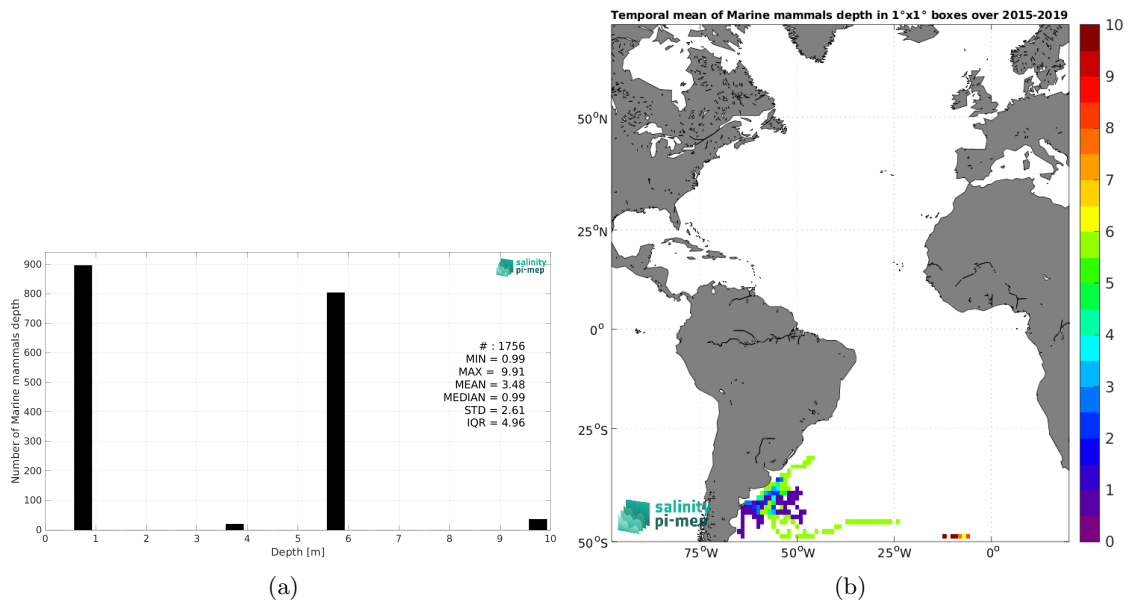 Temporal mean of Marine mammals depth in 1°x1° boxes over 2015-2019
salinity
pi-mep
Number of Marine mammals depth
900
800
700
600
500
400
300
200
100
0
# : 1756
MIN = 0.99
MAX = 9.91
MEAN = 3.48
MEDIAN = 0.99
STD = 2.61
IQR = 4.96
0 1 2 3 4 5 6 7 8 9 10
Depth [m]
(a)
50°N
25°N
0°
25°S
50°S
salinity
pi-mep
75°W 50°W 25°W 0°
10
9
8
7
6
5
4
3
2
1
0
(b)